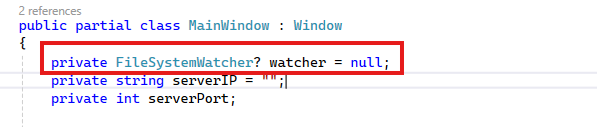 2 references
public partial class MainWindow : Window
{
private FileSystemWatcher? watcher = null;
private string serverIP = "";
private int serverPort;